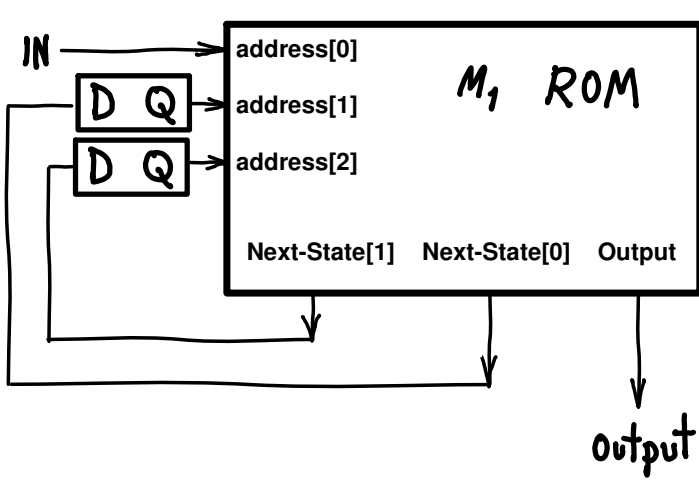 IN address[0] M₁ ROM
D Q address[1]
D Q address[2]
Next-State[1] Next-State[0] Output
output